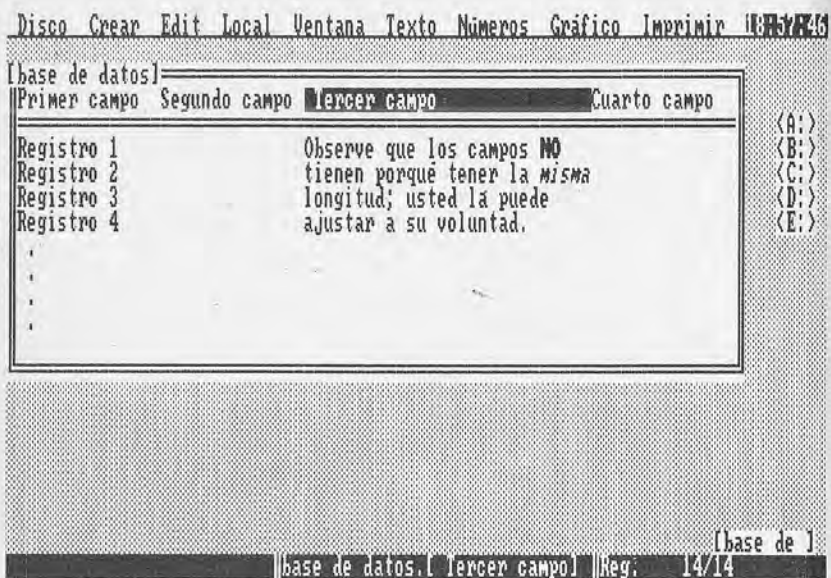 Disco Crear Edit Local Ventana Texto Números Gráfico Imprimir
[base de datos]
Primer campo Segundo campo Tercer campo Cuarto campo
<A:>
Registro 1 Observe que los campos NO <B:>
Registro 2 tienen porqué tener la misma <C:>
Registro 3 longitud; usted la puede <D:>
Registro 4 ajustar a su voluntad. <E:>
[base de ]
base de datos.[ Tercer campo] Reg: 14/14